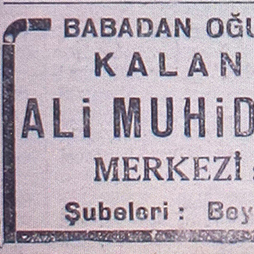 BABADAN OĞU
KALAN
ALİ MUHİD
MERKEZİ :
Şubeleri : Bey